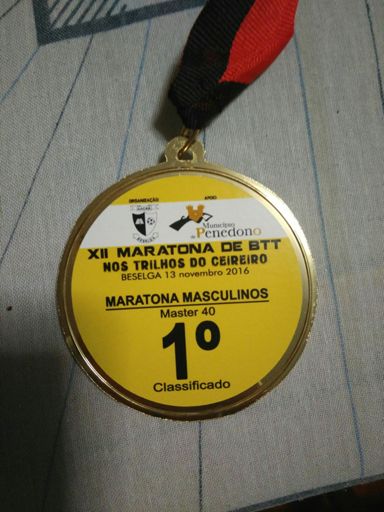 ORGANIZAÇÃO
APOIO
Município
de Penedono
XII MARATONA DE BTT
NOS TRILHOS DO CEIREIRO
BESELGA 13 novembro 2016
MARATONA MASCULINOS
Master 40
1º
Classificado